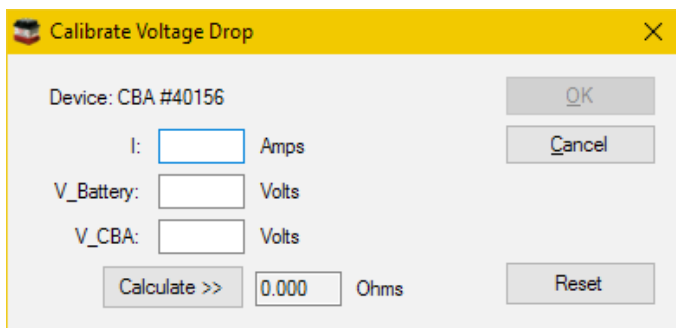 Calibrate Voltage Drop
Device: CBA #40156
OK
I:
Amps
Cancel
V_Battery:
Volts
V_CBA:
Volts
Calculate >>
0.000
Ohms
Reset